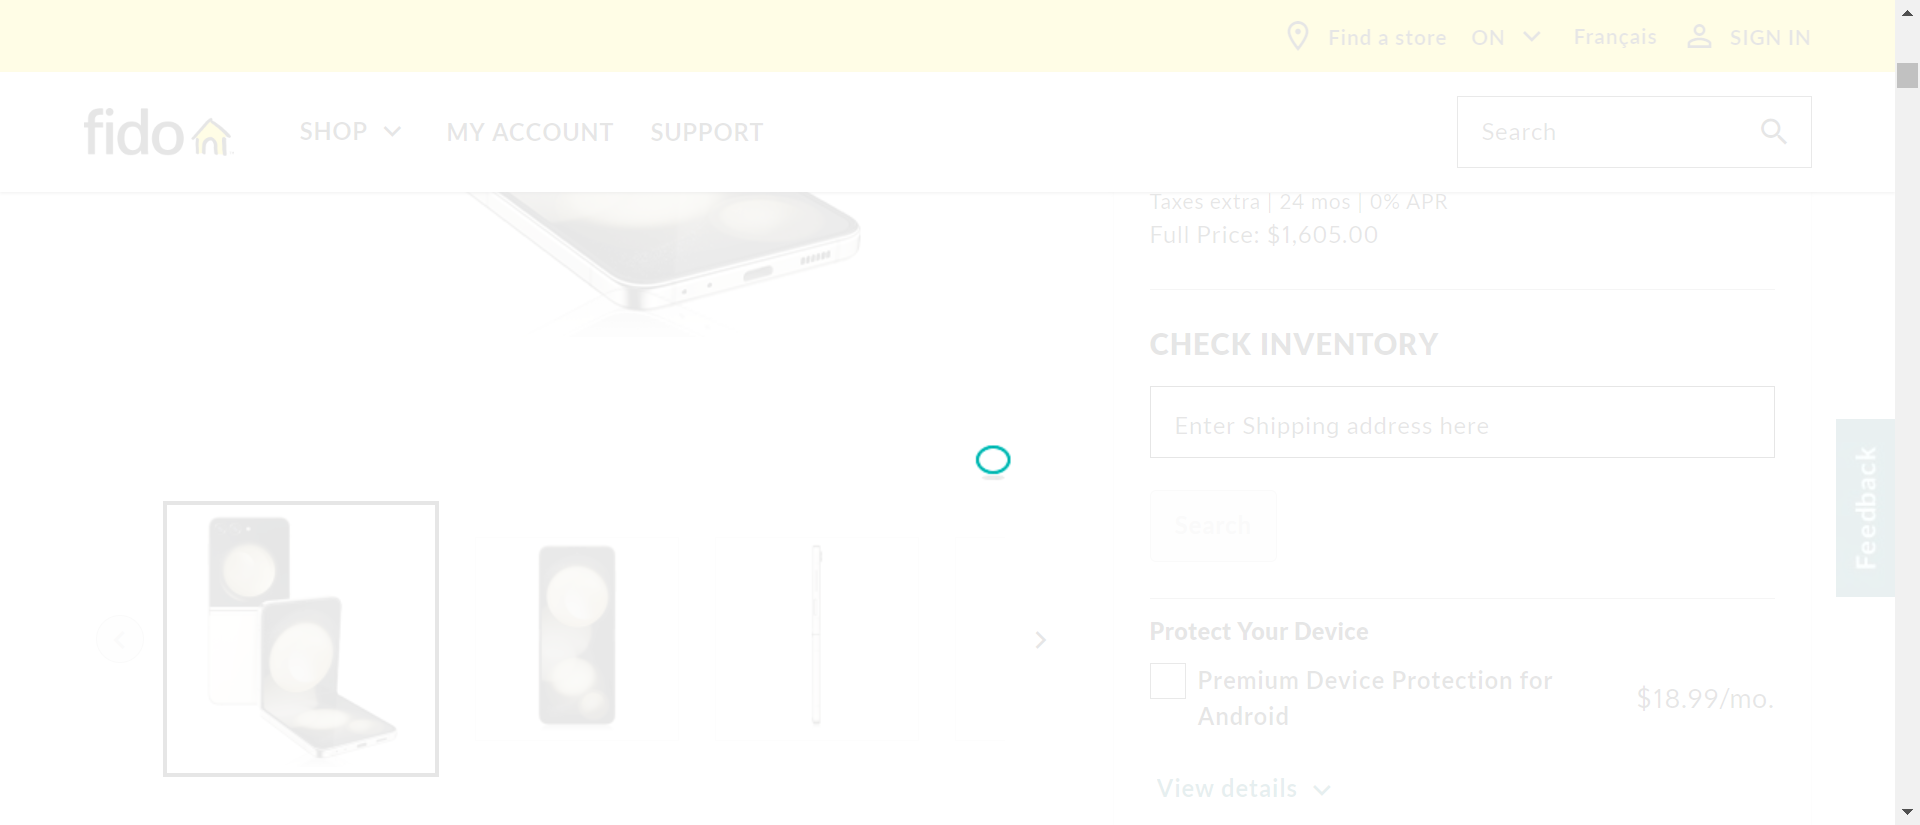 Find a store ON Français SIGN IN
fido SHOP MY ACCOUNT SUPPORT Search
Taxes extra | 24 mos | 0% APR
Full Price: $1,605.00
CHECK INVENTORY
Enter Shipping address here
Search
Feedback
Protect Your Device
Premium Device Protection for
Android
$18.99/mo.
View details